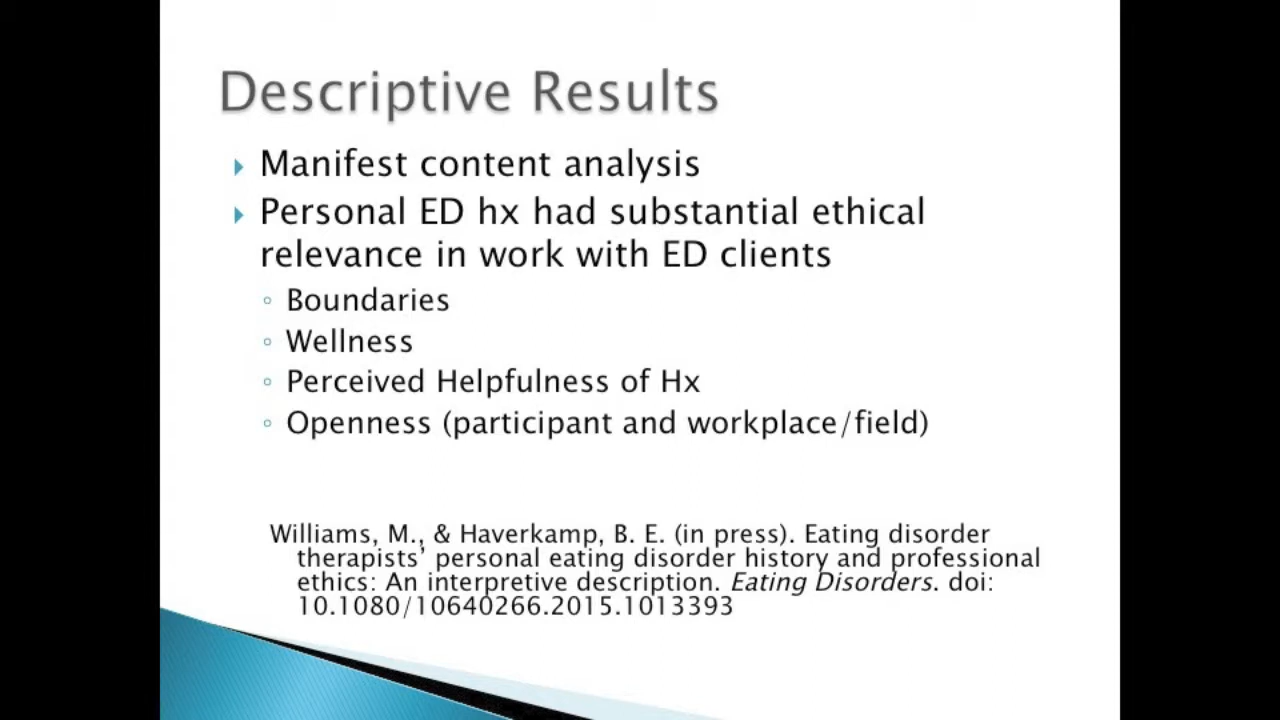 Descriptive Results
Manifest content analysis
Personal ED hx had substantial ethical
relevance in work with ED clients
Boundaries
Wellness
Perceived Helpfulness of Hx
Openness (participant and workplace/field)
Williams, M., & Haverkamp, B. E. (in press). Eating disorder
therapists’ personal eating disorder history and professional
ethics: An interpretive description. Eating Disorders. doi:
10.1080/10640266.2015.1013393